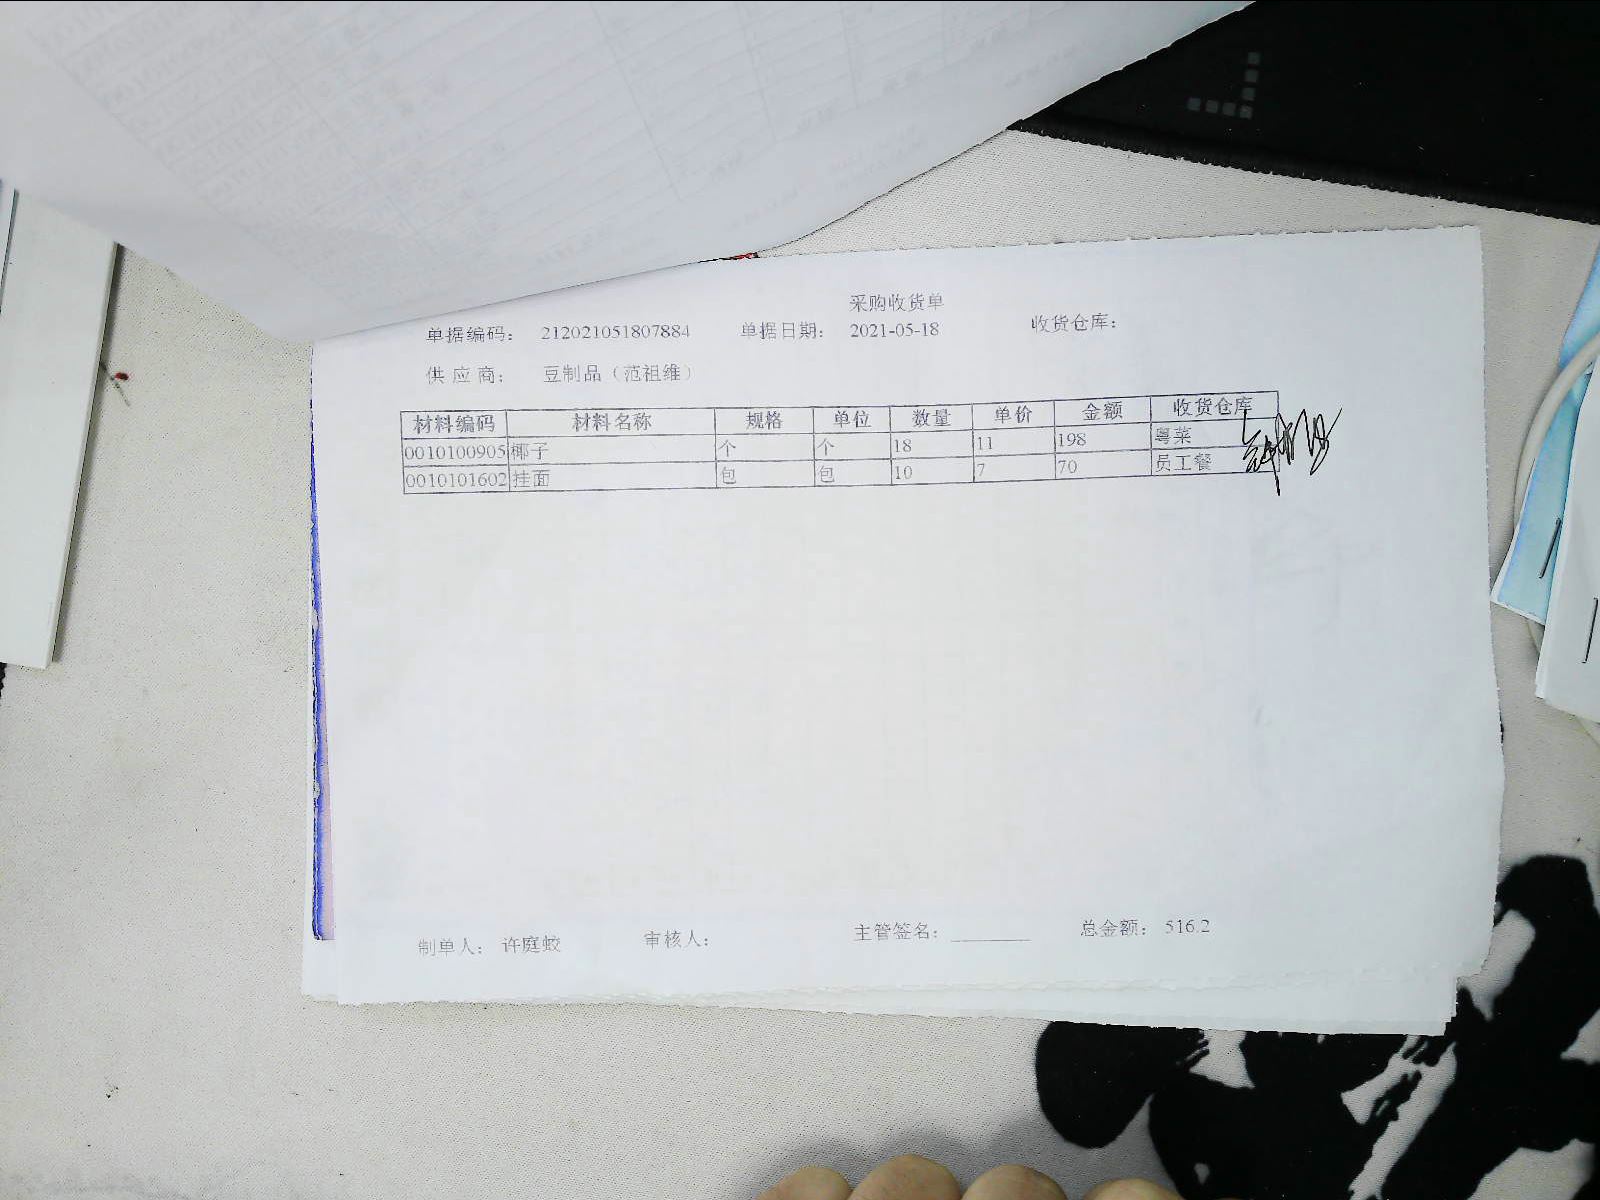 采购收货单
单据编码： 212021051807884 单据日期： 2021-05-18 收货仓库：
供 应 商： 豆制品（范祖维）
材料编码 材料名称 规格 单位 数量 单价 金额 收货仓库
0010100905 椰子 个 个 18 11 198 粤菜
0010101602 挂面 包 包 10 7 70 员工餐
制单人： 许庭蛟 审核人： 主管签名： 总金额： 516.2